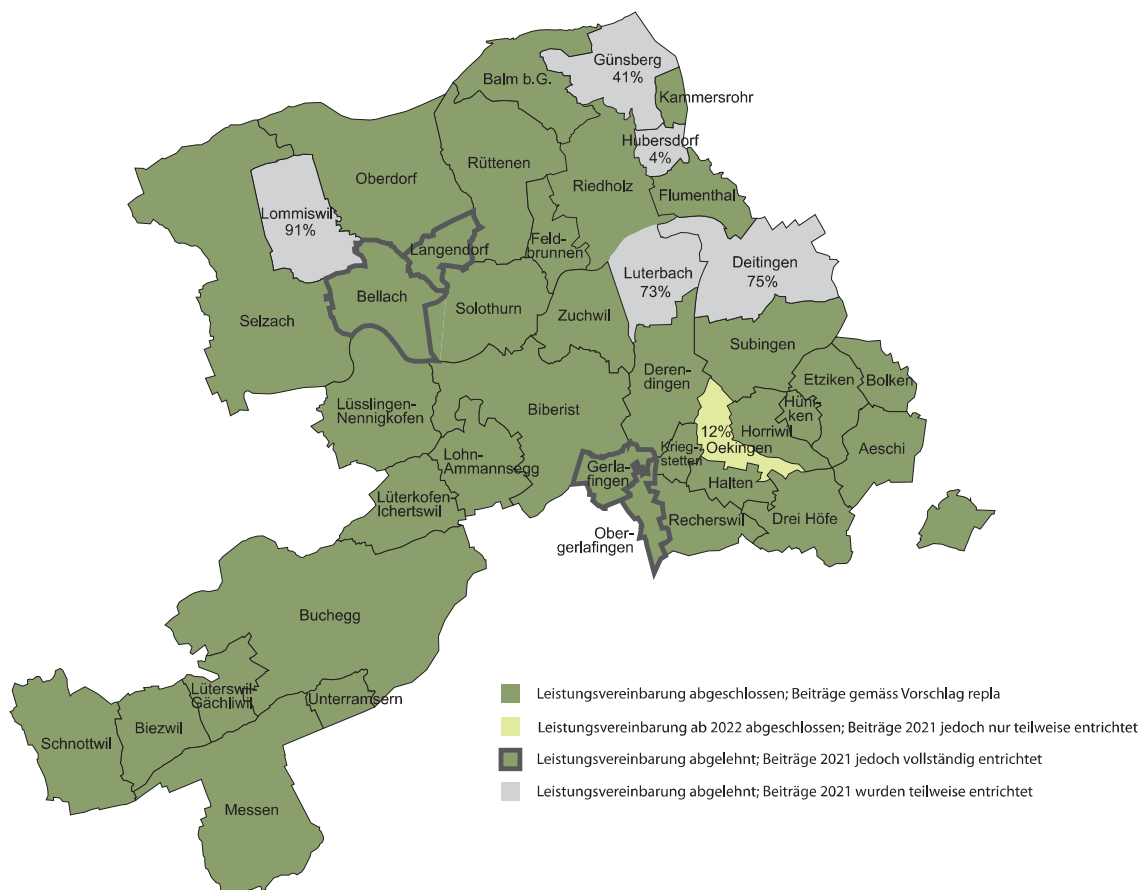 Günsberg
41%
Balm b.G.
Kammersrohr
Hubersdorf
4%
Rüttenen
Oberdorf
Riedholz
Flumenthal
Lommiswil
91%
Langendorf
Feld-
brunnen
Deitingen
75%
Luterbach
73%
Bellach
Solothurn
Zuchwil
Selzach
Subingen
Deren-
dingen
Etziken
Bolken
Hüni-
ken
Lüsslingen-
Nennigkofen
Biberist
12%
Oekingen
Horriwil
Aeschi
Lohn-
Ammannsegg
Krieg-
stetten
Gerla-
fingen
Halten
Lüterkofen-
Ichertswil
Recherswil
Drei Höfe
Ober-
gerlafingen
Buchegg
Lüterswil-
Gächliwil
Unterramsern
Biezwil
Schnottwil
Messen
Leistungsvereinbarung abgeschlossen; Beiträge gemäss Vorschlag repla
Leistungsvereinbarung ab 2022 abgeschlossen; Beiträge 2021 jedoch nur teilweise entrichtet
Leistungsvereinbarung abgelehnt; Beiträge 2021 jedoch vollständig entrichtet
Leistungsvereinbarung abgelehnt; Beiträge 2021 wurden teilweise entrichtet